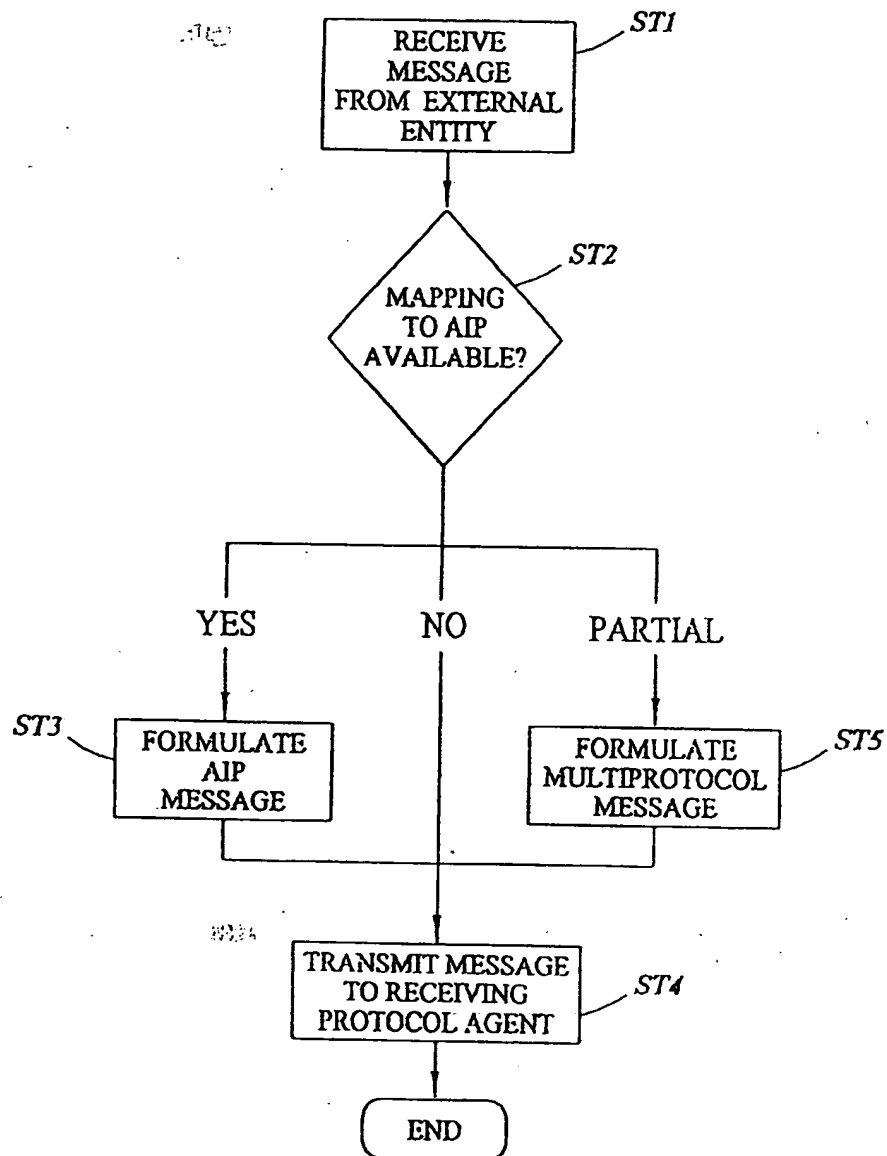 ST1
RECEIVE
MESSAGE
FROM EXTERNAL
ENTITY
ST2
MAPPING
TO AIP
AVAILABLE?
YES
NO
PARTIAL
ST3
FORMULATE
AIP
MESSAGE
FORMULATE
MULTIPROTOCOL
MESSAGE
ST5
TRANSMIT MESSAGE
TO RECEIVING
PROTOCOL AGENT
ST4
END